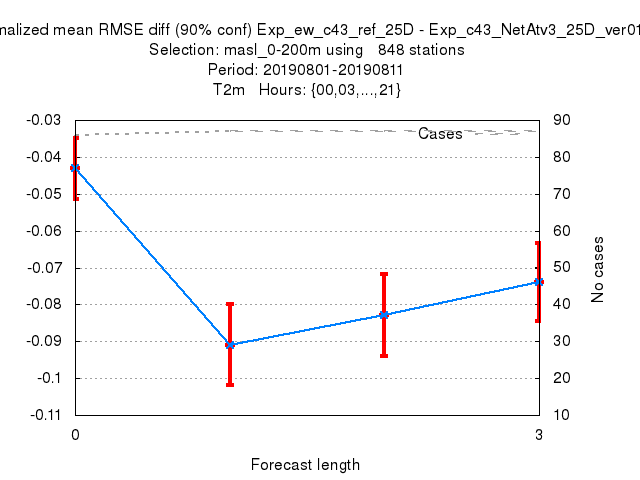 malized mean RMSE diff (90% conf) Exp_ew_c43_ref_25D - Exp_c43_NetAtv3_25D_ver01
Selection: masl_0-200m using 848 stations
Period: 20190801-20190811
T2m Hours: {00,03,...,21}
-0.03
-0.04
-0.05
-0.06
-0.07
-0.08
-0.09
-0.1
-0.11
Cases
90
80
70
60
50
40
30
20
10
No cases
0
3
Forecast length